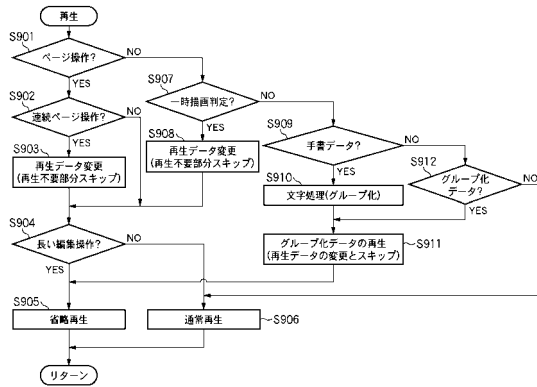 再生
S901
ページ操作?
NO
YES
S902
連続ページ操作?
NO
YES
S903
再生データ変更
(再生不要部分スキップ)
S907
一時描画判定?
NO
YES
S908
再生データ変更
(再生不要部分スキップ)
S909
手書データ?
NO
YES
S910
文字処理(グループ化)
S912
グループ化
データ?
NO
YES
グループ化データの再生
(再生データの変更とスキップ)
S911
S904
長い編集操作?
NO
YES
S905
省略再生
通常再生
S906
リターン